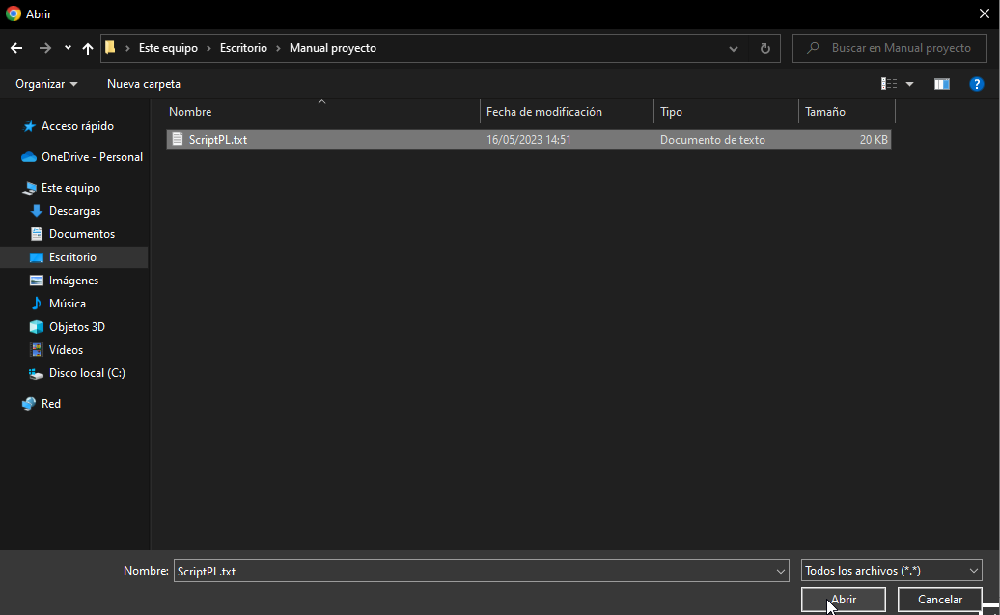 Abrir
Este equipo Escritorio Manual proyecto
Buscar en Manual proyecto
Organizar Nueva carpeta
?
Nombre Fecha de modificación Tipo Tamaño
ScriptPL.txt 16/05/2023 14:51 Documento de texto 20 KB
Acceso rápido
OneDrive - Personal
Este equipo
Descargas
Documentos
Escritorio
Imágenes
Música
Objetos 3D
Vídeos
Disco local (C:)
Red
Nombre: ScriptPL.txt Todos los archivos (*.*)
Abrir Cancelar